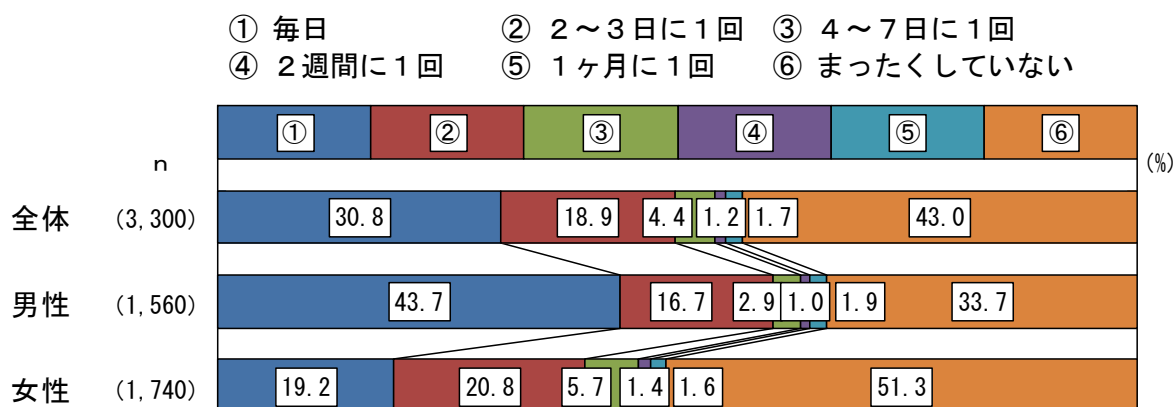 ① 毎日 ② ２～３日に１回 ③ ４～７日に１回
④ ２週間に１回 ⑤ １ヶ月に１回 ⑥ まったくしていない
① ② ③ ④ ⑤ ⑥
n (%)
全体 (3,300) 30.8 18.9 4.4 1.2 1.7 43.0
男性 (1,560) 43.7 16.7 2.9 1.0 1.9 33.7
女性 (1,740) 19.2 20.8 5.7 1.4 1.6 51.3